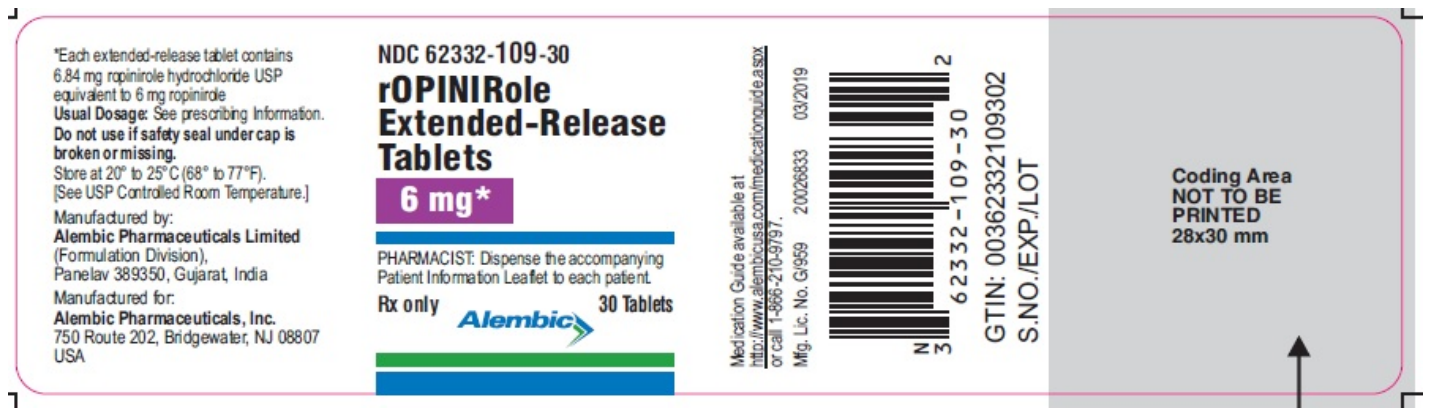 *Each extended-release tablet contains
6.84 mg ropinirole hydrochloride USP
equivalent to 6 mg ropinirole
Usual Dosage: See prescribing Information.
Do not use if safety seal under cap is
broken or missing.
Store at 20° to 25°C (68° to 77°F).
[See USP Controlled Room Temperature.]
Manufactured by:
Alembic Pharmaceuticals Limited
(Formulation Division),
Panelav 389350, Gujarat, India
Manufactured for:
Alembic Pharmaceuticals, Inc.
750 Route 202, Bridgewater, NJ 08807
USA
NDC 62332-109-30
rOPINIRole
Extended-Release
Tablets
6 mg*
PHARMACIST: Dispense the accompanying
Patient Information Leaflet to each patient.
Rx only 30 Tablets
Alembic
Medication Guide available at
http://www.alembicusa.com/medicationguide.aspx
or call 1-866-210-9797.
Mfg. Lic. No. G/959 20026833 03/2019
N 3 62332-109-30 2
GTIN: 00362332109302
S.NO./EXP./LOT
Coding Area
NOT TO BE
PRINTED
28x30 mm